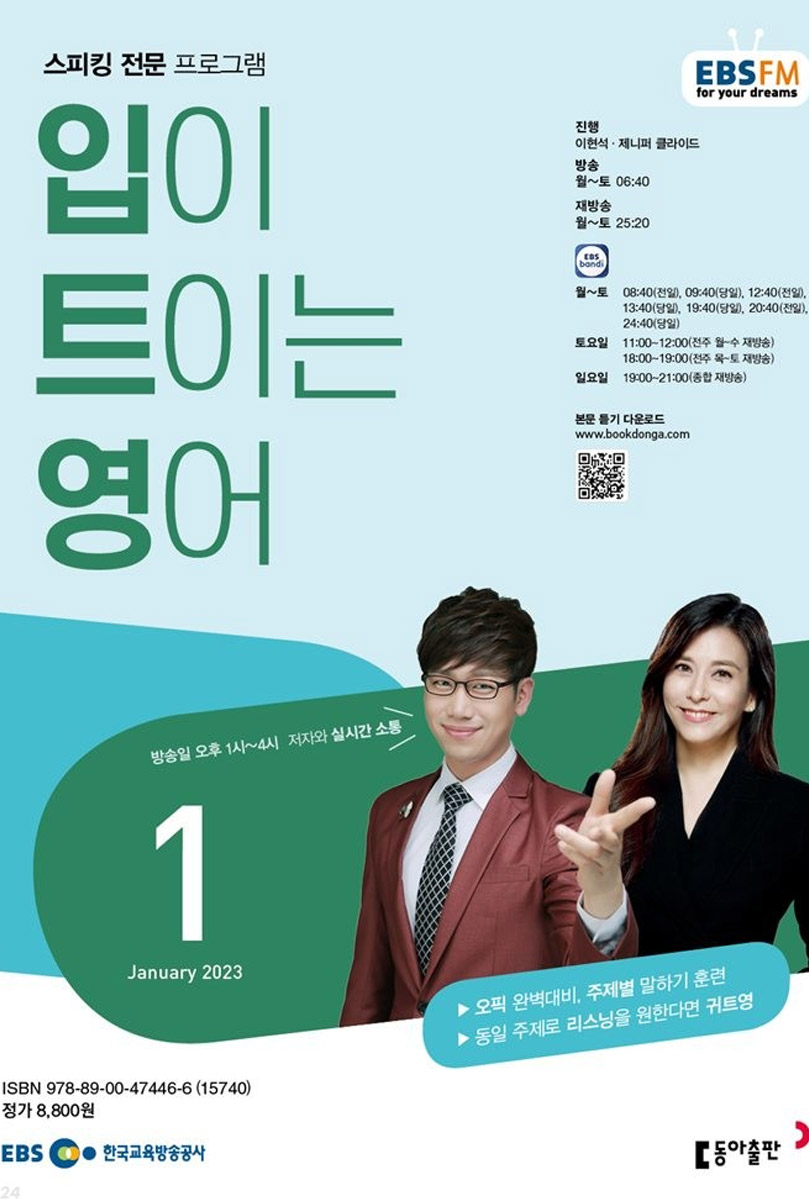 스피킹 전문 프로그램
입이
트이는
영어
EBS FM
for your dreams
진행
이현석 · 제니퍼 클라이드
방송
월~토 06:40
재방송
월~토 25:20
EBS
bandi
월~토 08:40(전일), 09:40(당일), 12:40(전일),
13:40(당일), 19:40(당일), 20:40(전일),
24:40(당일)
토요일 11:00~12:00(전주 월~수 재방송)
18:00~19:00(전주 목~토 재방송)
일요일 19:00~21:00(종합 재방송)
본문 듣기 다운로드
www.bookdonga.com
방송일 오후 1시~4시 저자와 실시간 소통
1
January 2023
▶ 오픽 완벽대비, 주제별 말하기 훈련
▶ 동일 주제로 리스닝을 원한다면 귀트영
ISBN 978-89-00-47446-6 (15740)
정가 8,800원
EBS 한국교육방송공사
동아출판
24